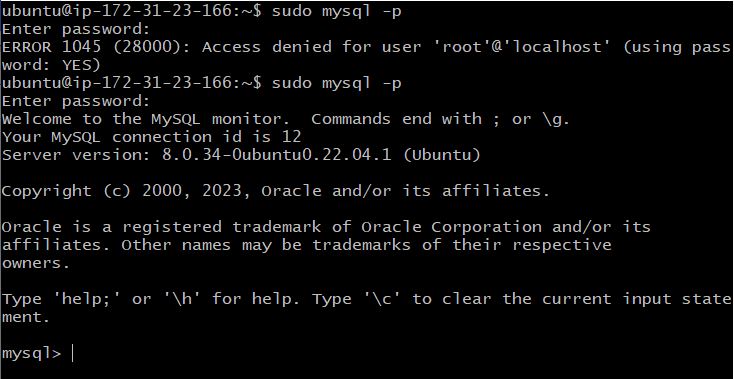 ubuntu@ip-172-31-23-166:~$ sudo mysql -p
Enter password:
ERROR 1045 (28000): Access denied for user 'root'@'localhost' (using pass
word: YES)
ubuntu@ip-172-31-23-166:~$ sudo mysql -p
Enter password:
Welcome to the MySQL monitor.  Commands end with ; or \g.
Your MySQL connection id is 12
Server version: 8.0.34-0ubuntu0.22.04.1 (Ubuntu)

Copyright (c) 2000, 2023, Oracle and/or its affiliates.

Oracle is a registered trademark of Oracle Corporation and/or its
affiliates. Other names may be trademarks of their respective
owners.

Type 'help;' or '\h' for help. Type '\c' to clear the current input state
ment.

mysql>